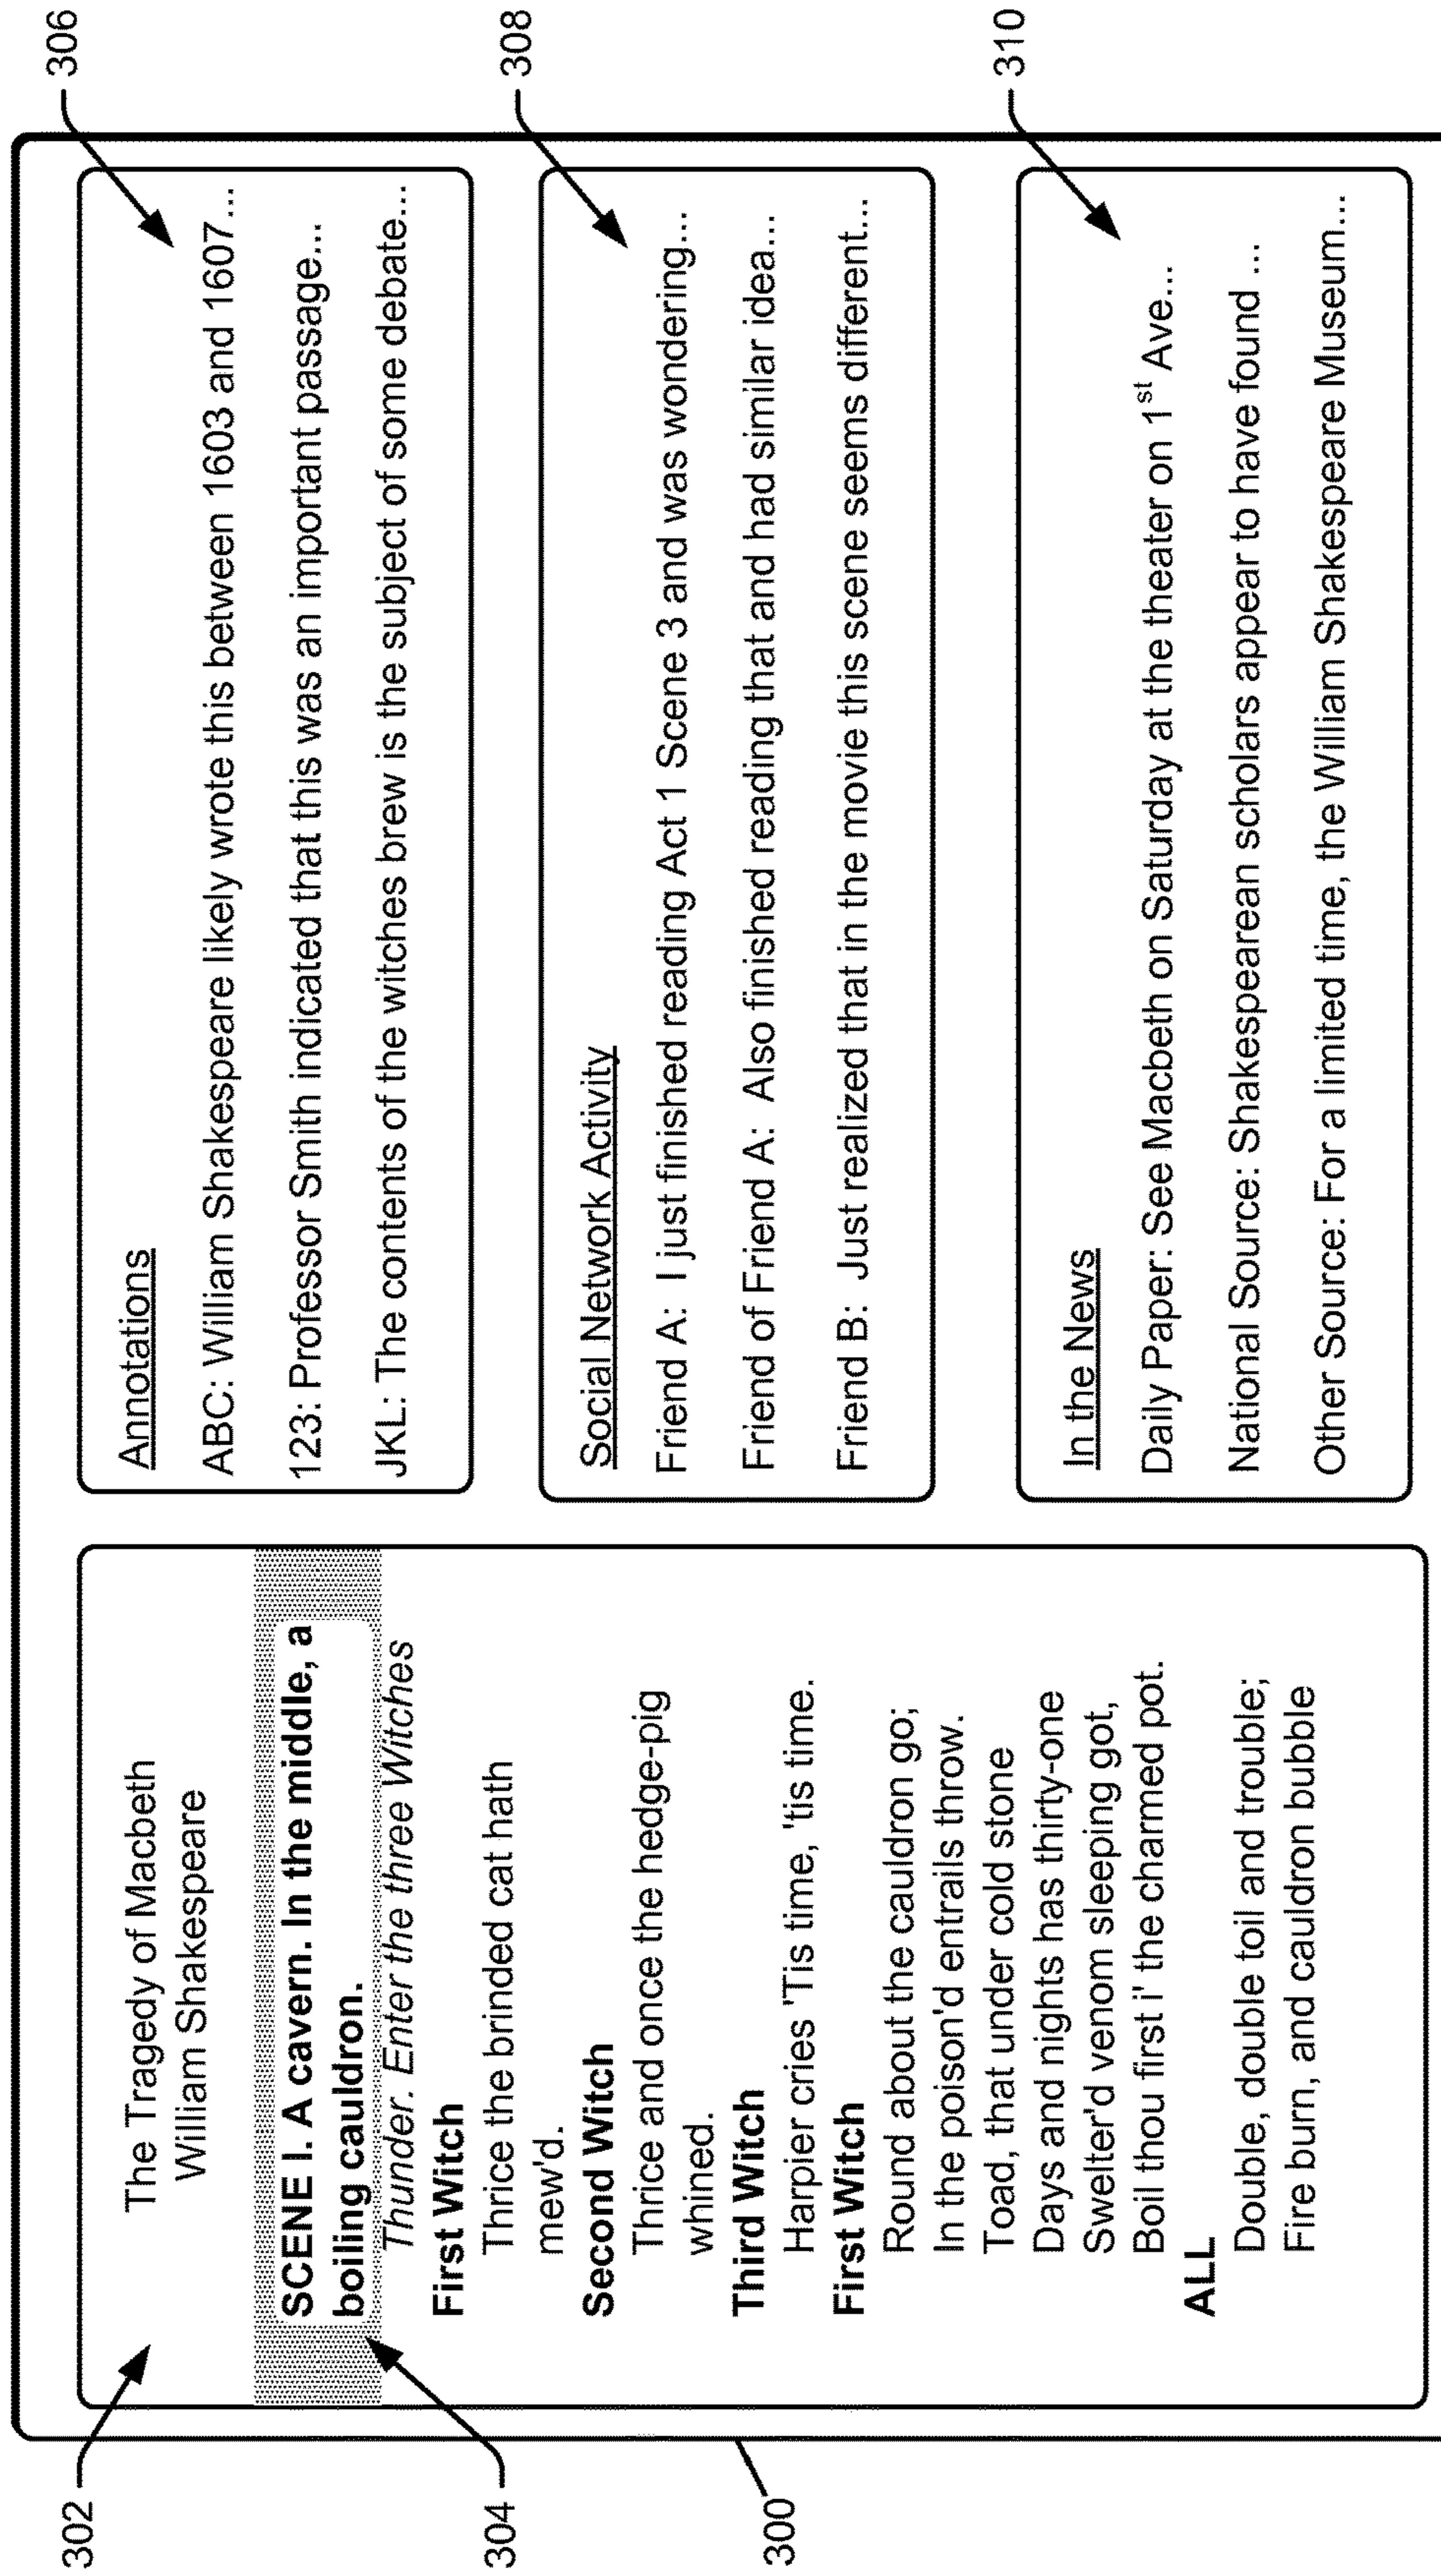 302
The Tragedy of Macbeth
William Shakespeare
304
SCENE I. A cavern. In the middle, a
boiling cauldron.
Thunder. Enter the three Witches
First Witch
Thrice the brinded cat hath
mew'd.
Second Witch
Thrice and once the hedge-pig
whined.
Third Witch
Harpier cries 'Tis time, 'tis time.
First Witch
Round about the cauldron go;
In the poison'd entrails throw.
Toad, that under cold stone
Days and nights has thirty-one
Swelter'd venom sleeping got,
Boil thou first i' the charmed pot.
ALL
Double, double toil and trouble;
Fire burn, and cauldron bubble
300
306
Annotations
ABC: William Shakespeare likely wrote this between 1603 and 1607...
123: Professor Smith indicated that this was an important passage...
JKL: The contents of the witches brew is the subject of some debate...
308
Social Network Activity
Friend A: I just finished reading Act 1 Scene 3 and was wondering...
Friend of Friend A: Also finished reading that and had similar idea...
Friend B: Just realized that in the movie this scene seems different...
310
In the News
Daily Paper: See Macbeth on Saturday at the theater on 1st Ave...
National Source: Shakespearean scholars appear to have found ...
Other Source: For a limited time, the William Shakespeare Museum...